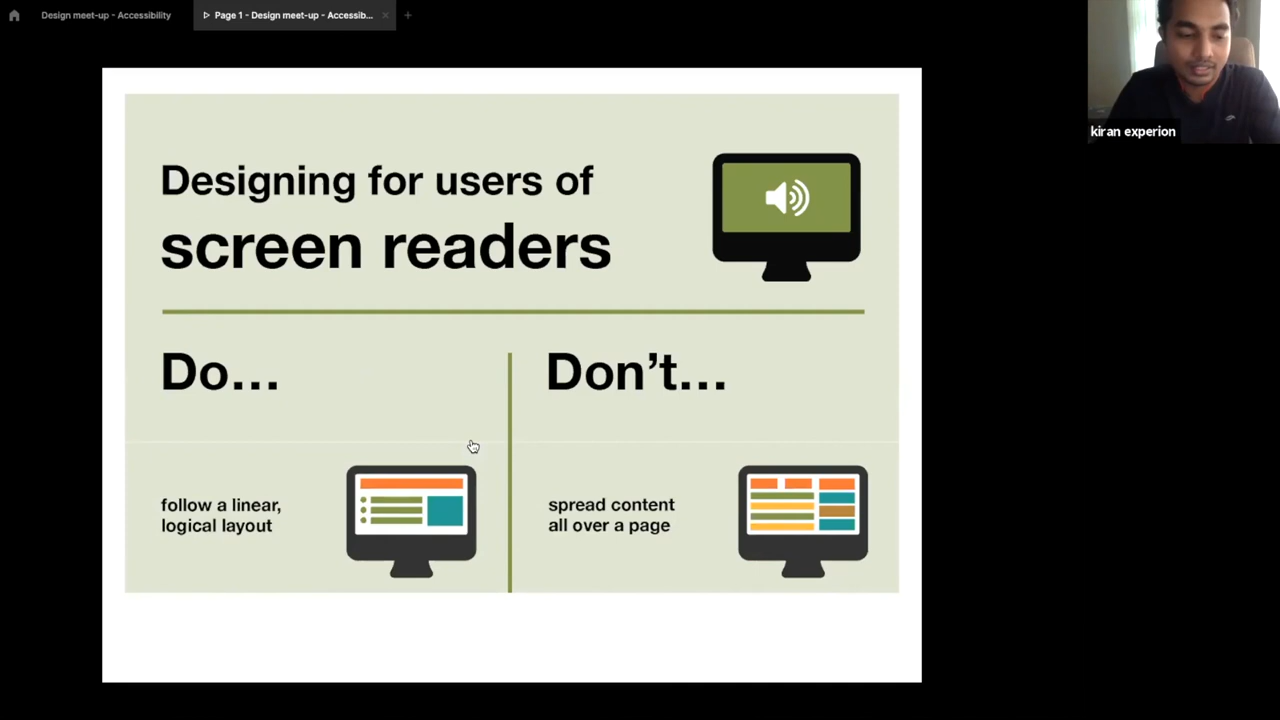 Design meet-up - Accessibility
Page 1 - Design meet-up - Accessib...
kiran experion
Designing for users of
screen readers
Do...
Don’t...
follow a linear,
logical layout
spread content
all over a page